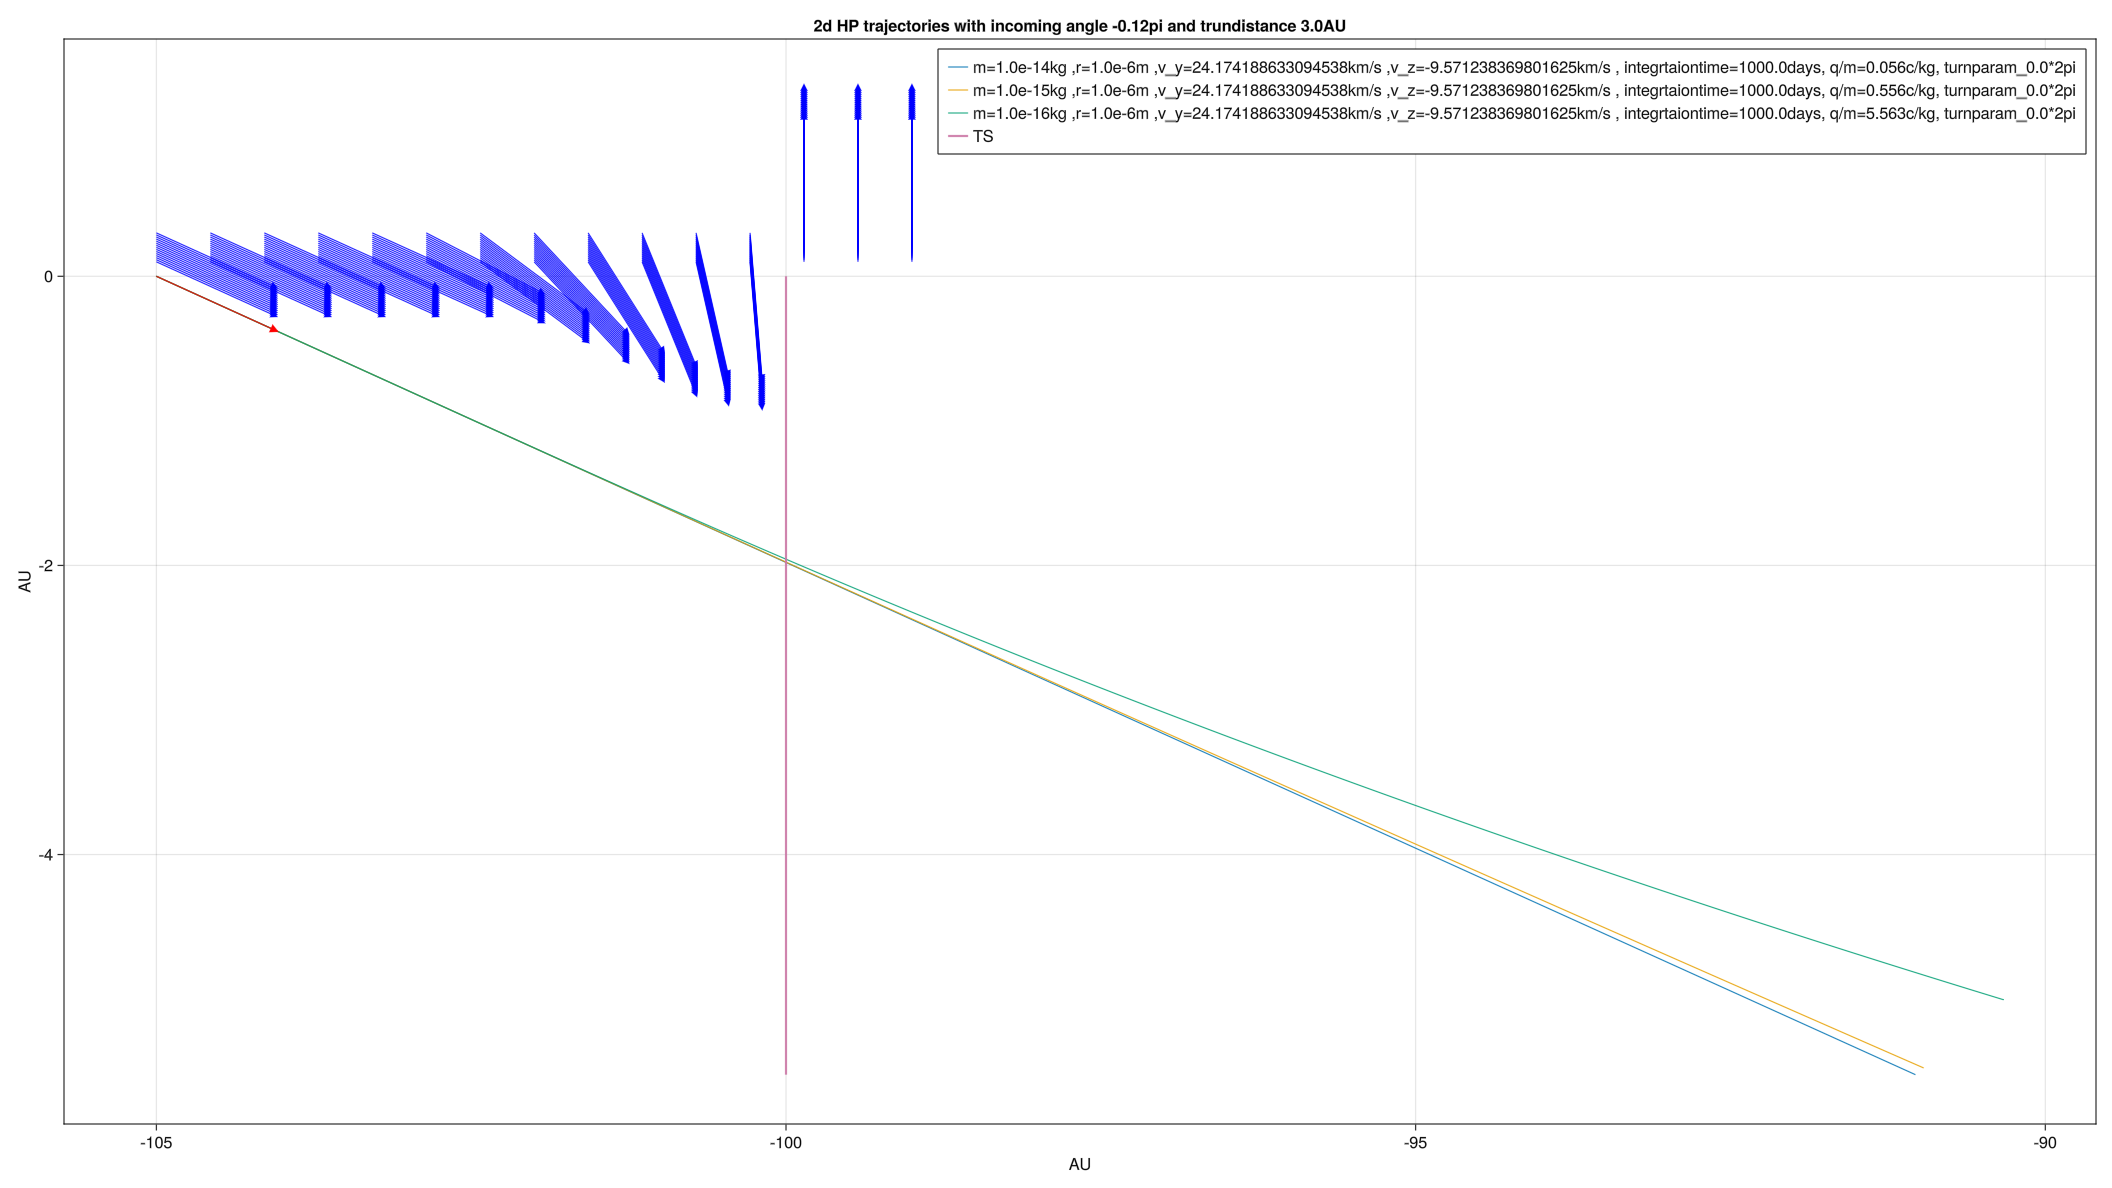 2d HP trajectories with incoming angle -0.12pi and trundistance 3.0AU
m=1.0e-14kg ,r=1.0e-6m ,v_y=24.174188633094538km/s ,v_z=-9.571238369801625km/s , integrtaiontime=1000.0days, q/m=0.056c/kg, turnparam_0.0*2pi
m=1.0e-15kg ,r=1.0e-6m ,v_y=24.174188633094538km/s ,v_z=-9.571238369801625km/s , integrtaiontime=1000.0days, q/m=0.556c/kg, turnparam_0.0*2pi
m=1.0e-16kg ,r=1.0e-6m ,v_y=24.174188633094538km/s ,v_z=-9.571238369801625km/s , integrtaiontime=1000.0days, q/m=5.563c/kg, turnparam_0.0*2pi
TS
0
-2
-4
AU
-105
-100
-95
-90
AU